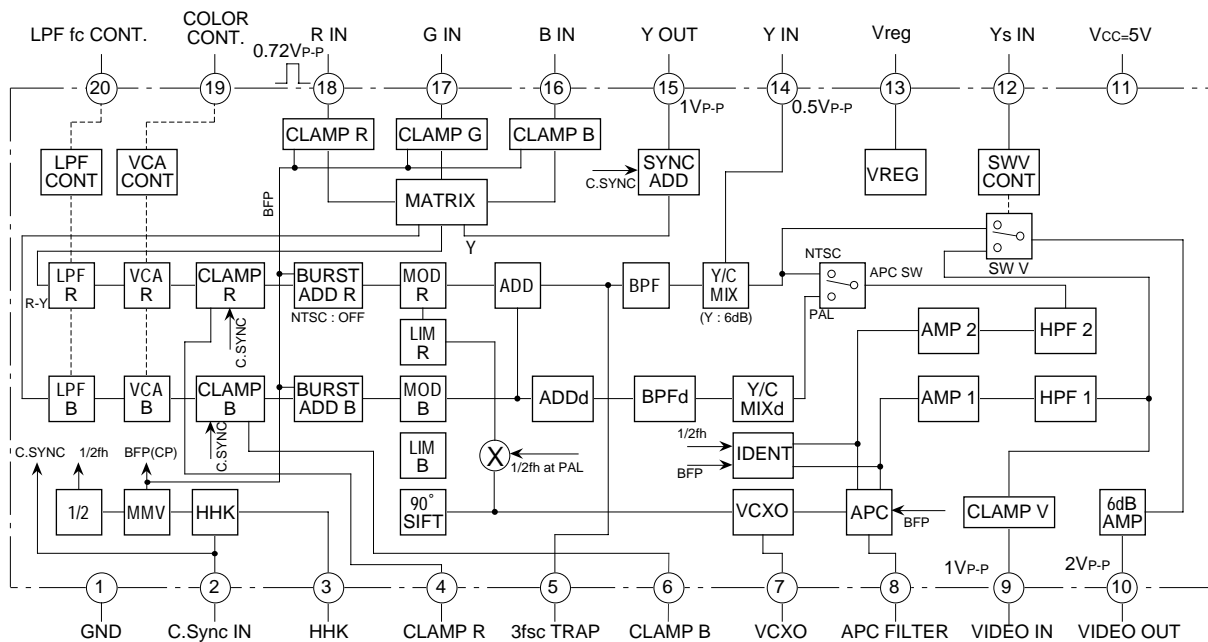 LPF fc CONT.
COLOR
CONT.
0.72VP-P
R IN
G IN
B IN
Y OUT
Y IN
Vreg
Ys IN
VCC=5V
20
19
18
17
16
15
1VP-P
14
0.5VP-P
13
12
11
CLAMP R
CLAMP G
CLAMP B
LPF
CONT
VCA
CONT
SYNC
ADD
C.SYNC
VREG
SWV
CONT
BFP
MATRIX
Y
SW V
R-Y
LPF
R
VCA
R
CLAMP
R
C.SYNC
BURST
ADD R
NTSC : OFF
MOD
R
ADD
BPF
Y/C
MIX
(Y : 6dB)
NTSC
APC SW
PAL
LIM
R
AMP 2
HPF 2
LPF
B
VCA
B
CLAMP
B
C.SYNC
BURST
ADD B
MOD
B
ADDd
BPFd
Y/C
MIXd
AMP 1
HPF 1
C.SYNC
1/2fh
BFP(CP)
LIM
B
X
1/2fh at PAL
1/2fh
BFP
IDENT
1/2
MMV
HHK
90°
SIFT
VCXO
APC
BFP
CLAMP V
6dB
AMP
1
2
3
4
5
6
7
8
1VP-P
9
2VP-P
10
GND
C.Sync IN
HHK
CLAMP R
3fsc TRAP
CLAMP B
VCXO
APC FILTER
VIDEO IN
VIDEO OUT